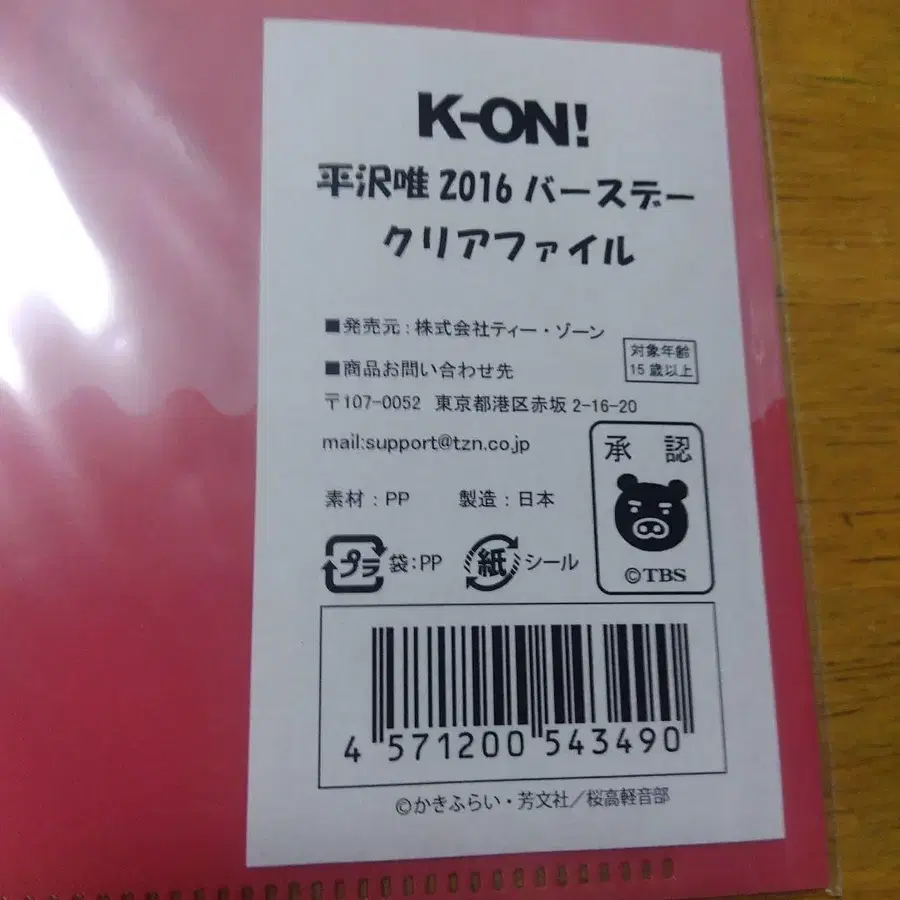 K-ON!
平沢唯 2016 バースデー
クリアファイル
■発売元:株式会社ティー・ゾーン
■商品お問い合わせ先
対象年齢
15歳以上
〒107-0052 東京都港区赤坂 2-16-20
mail:support@tzn.co.jp
承 認
©TBS
素材:PP 製造:日本
プラ 袋:PP 紙 シール
4 571200 543490
©かきふらい・芳文社/桜高軽音部